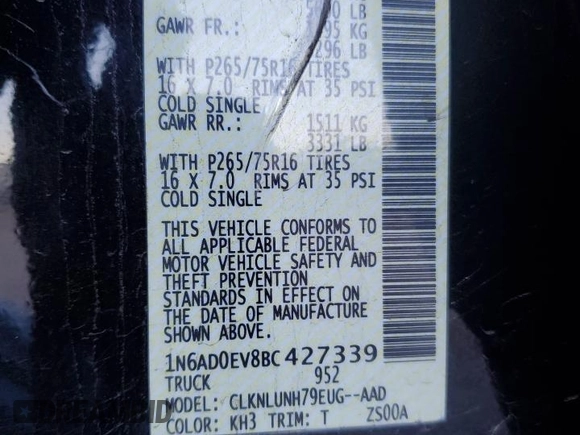 LB
GAWR FR.: KG
LB
WITH P265/75R16 TIRES
16 X 7.0 RIMS AT 35 PSI
COLD SINGLE
GAWR RR.: 1511 KG
3331 LB
WITH P265/75R16 TIRES
16 X 7.0 RIMS AT 35 PSI
COLD SINGLE
THIS VEHICLE CONFORMS TO
ALL APPLICABLE FEDERAL
MOTOR VEHICLE SAFETY AND
THEFT PREVENTION
STANDARDS IN EFFECT ON
THE DATE OF MANUFACTURE
SHOWN ABOVE.
1N6AD0EV8BC427339
TRUCK 952
MODEL: CLKNLUNH79EUG--AAD
COLOR: KH3 TRIM: T ZS00A